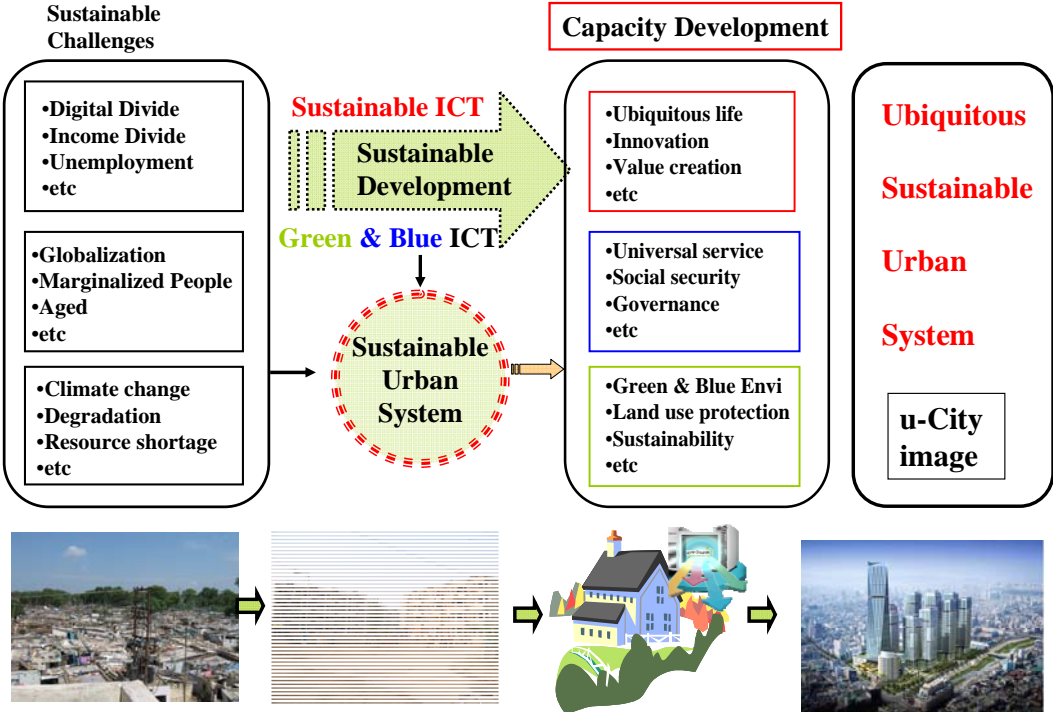 Sustainable
Challenges
•Digital Divide
•Income Divide
•Unemployment
•etc
•Globalization
•Marginalized People
•Aged
•etc
•Climate change
•Degradation
•Resource shortage
•etc
Sustainable ICT
Sustainable
Development
Green & Blue ICT
Sustainable
Urban
System
Capacity Development
•Ubiquitous life
•Innovation
•Value creation
•etc
•Universal service
•Social security
•Governance
•etc
•Green & Blue Envi
•Land use protection
•Sustainability
•etc
Ubiquitous
Sustainable
Urban
System
u-City
image